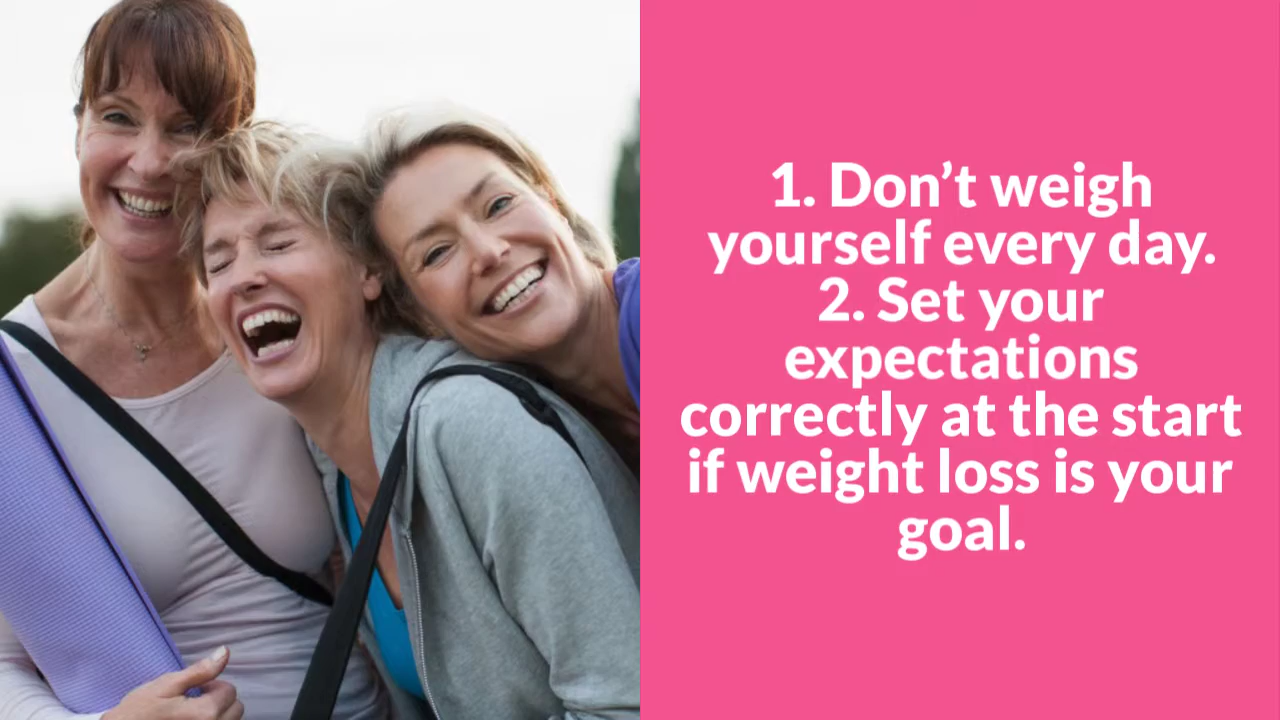 1. Don’t weigh
yourself every day.
2. Set your
expectations
correctly at the start
if weight loss is your
goal.